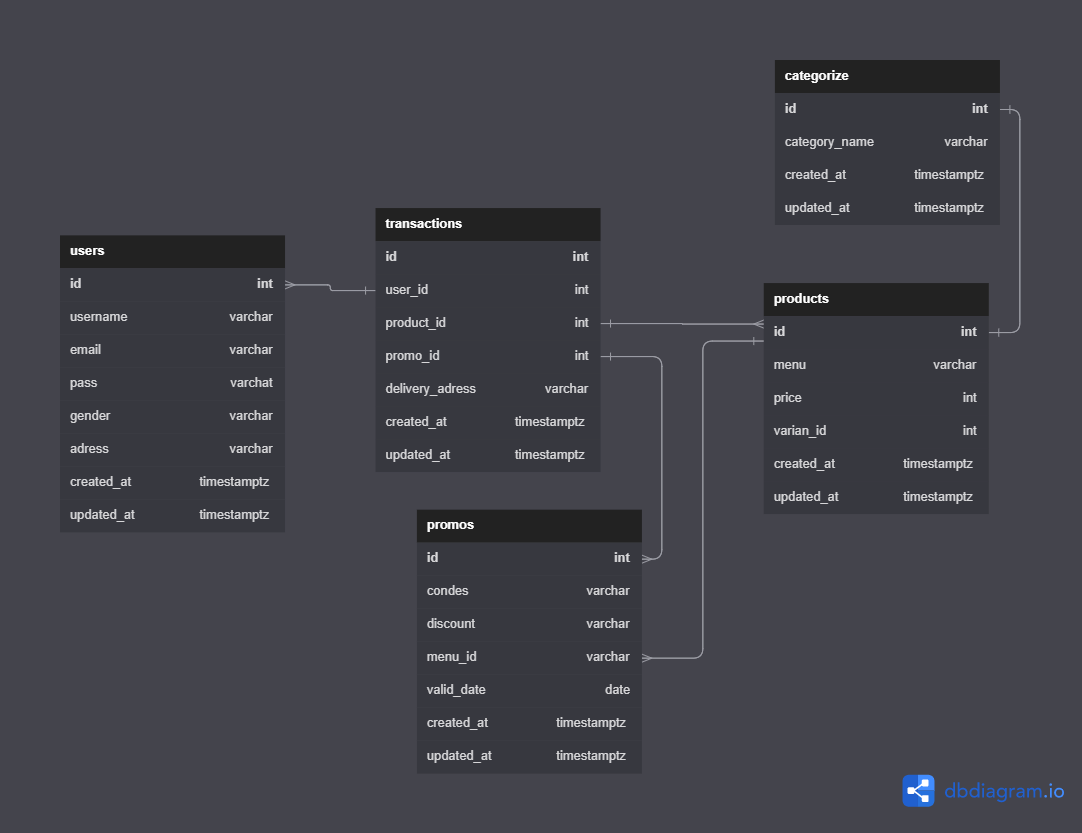 categorize
id int
category_name varchar
created_at timestamptz
updated_at timestamptz
transactions
id int
user_id int
product_id int
promo_id int
delivery_adress varchar
created_at timestamptz
updated_at timestamptz
users
id int
username varchar
email varchar
pass varchat
gender varchar
adress varchar
created_at timestamptz
updated_at timestamptz
products
id int
menu varchar
price int
varian_id int
created_at timestamptz
updated_at timestamptz
promos
id int
condes varchar
discount varchar
menu_id varchar
valid_date date
created_at timestamptz
updated_at timestamptz
dbdiagram.io